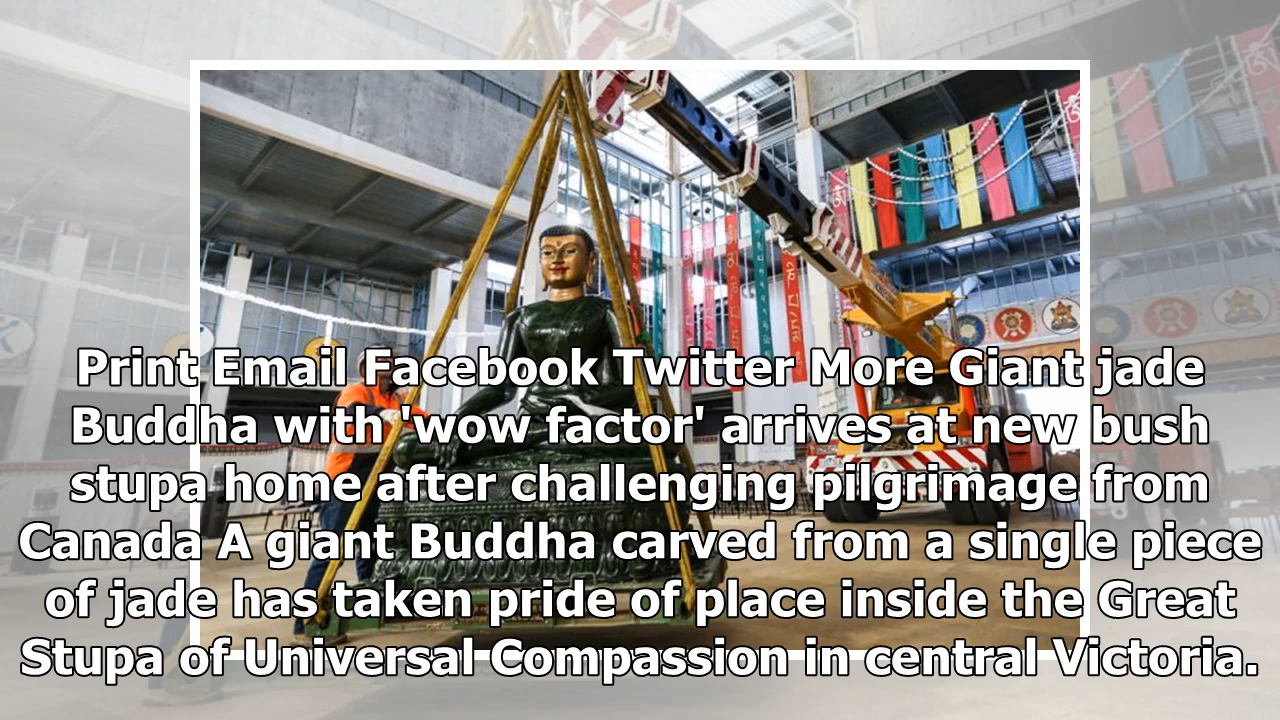 Print Email Facebook Twitter More Giant jade
Buddha with 'wow factor' arrives at new bush
stupa home after challenging pilgrimage from
Canada A giant Buddha carved from a single piece
of jade has taken pride of place inside the Great
Stupa of Universal Compassion in central Victoria.